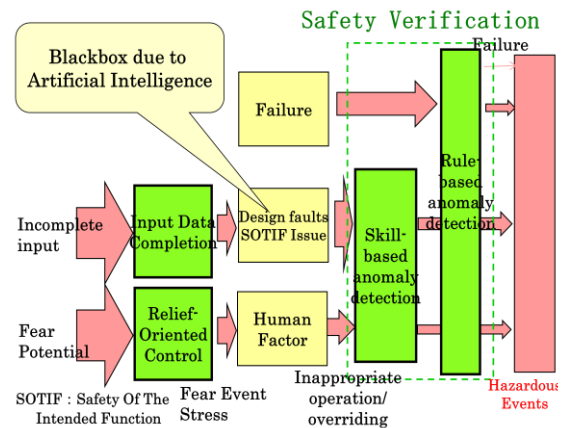 Safety Verification
Failure
Blackbox due to
Artificial Intelligence
Failure
Rule-
based
anomaly
detection
Incomplete
input
Input Data
Completion
Design faults
SOTIF Issue
Skill-
based
anomaly
detection
Fear
Potential
Relief-
Oriented
Control
Human
Factor
Fear Event
Stress
Inappropriate
operation/
overriding
Hazardous
Events
SOTIF : Safety Of The
Intended Function